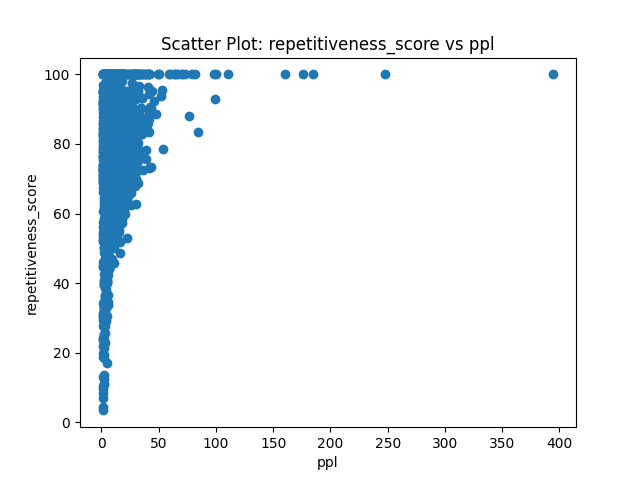 Scatter Plot: repetitiveness_score vs ppl
repetitiveness_score
100
80
60
40
20
0
0 50 100 150 200 250 300 350 400
ppl